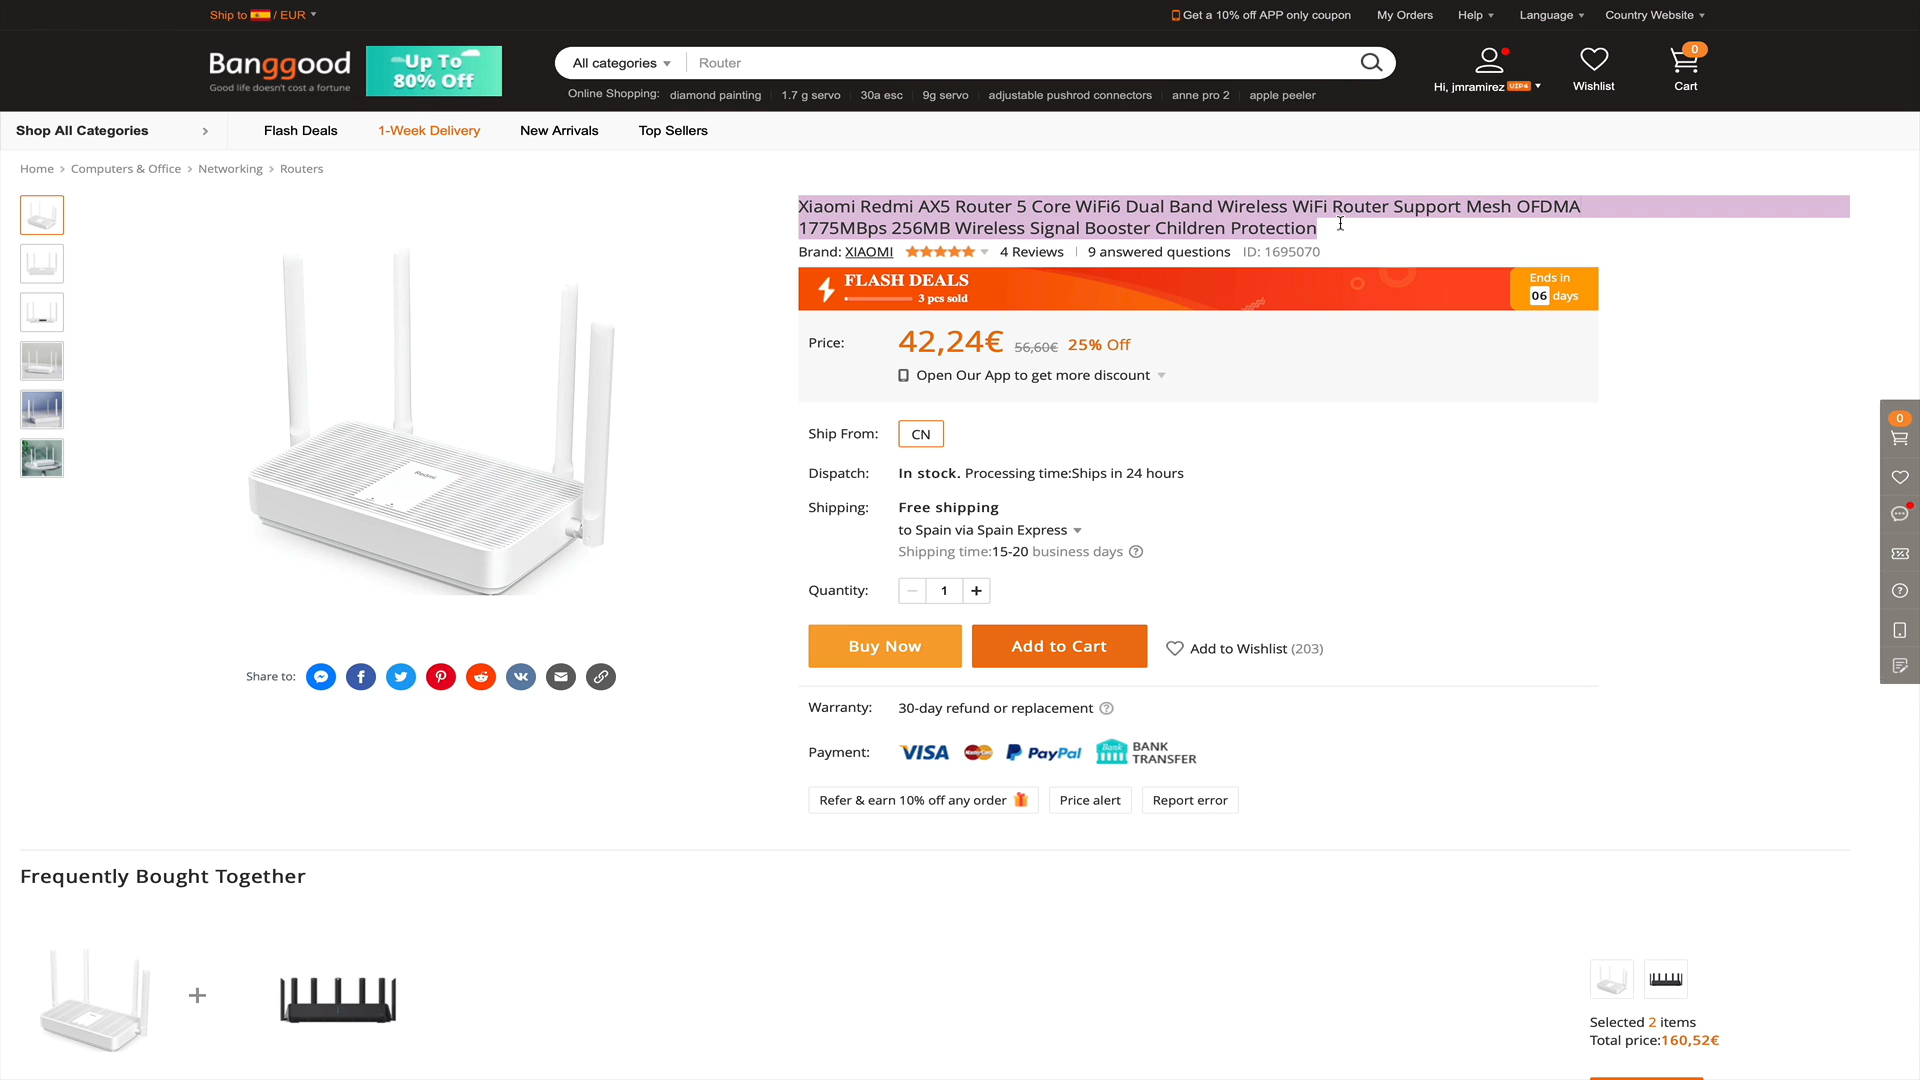 Ship to / EUR
Get a 10% off APP only coupon
My Orders
Help
Language
Country Website
Banggood
Good life doesn't cost a fortune
Up To
80% Off
All categories
Router
Online Shopping: diamond painting 1.7 g servo 30a esc 9g servo adjustable pushrod connectors anne pro 2 apple peeler
Hi, jmramirez VIP6
Wishlist
0
Cart
Shop All Categories
Flash Deals
1-Week Delivery
New Arrivals
Top Sellers
Home > Computers & Office > Networking > Routers
Xiaomi Redmi AX5 Router 5 Core WiFi6 Dual Band Wireless WiFi Router Support Mesh OFDMA
1775MBps 256MB Wireless Signal Booster Children Protection
Brand: XIAOMI 4 Reviews 9 answered questions ID: 1695070
FLASH DEALS
3 pcs sold
Ends in
06 days
Price: 42,24€ 56,60€ 25% Off
Open Our App to get more discount
Ship From: CN
Dispatch: In stock. Processing time:Ships in 24 hours
Shipping: Free shipping
to Spain via Spain Express
Shipping time:15-20 business days
Quantity: 1 +
Buy Now
Add to Cart
Add to Wishlist (203)
Redmi
Share to:
Warranty: 30-day refund or replacement
Payment: VISA MasterCard PayPal Bank BANK
TRANSFER
Refer & earn 10% off any order
Price alert
Report error
0
Frequently Bought Together
+
Selected 2 items
Total price:160,52€